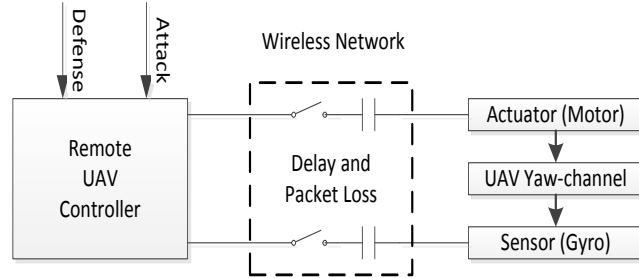 Defense
Attack
Wireless Network
Remote
UAV
Controller
Delay and
Packet Loss
Actuator (Motor)
UAV Yaw-channel
Sensor (Gyro)